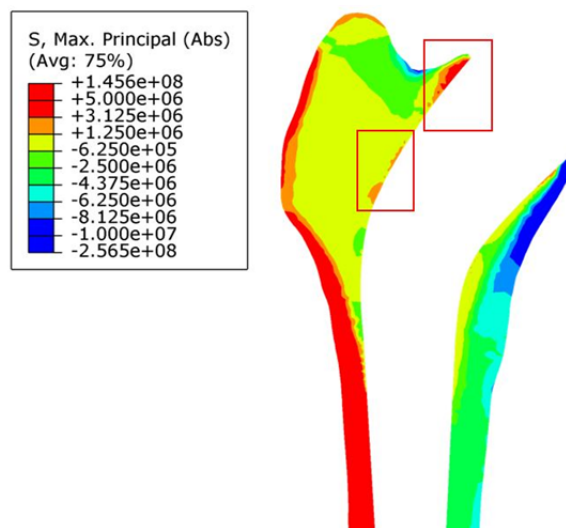 S, Max. Principal (Abs)
(Avg: 75%)
+1.456e+08
+5.000e+06
+3.125e+06
+1.250e+06
-6.250e+05
-2.500e+06
-4.375e+06
-6.250e+06
-8.125e+06
-1.000e+07
-2.565e+08